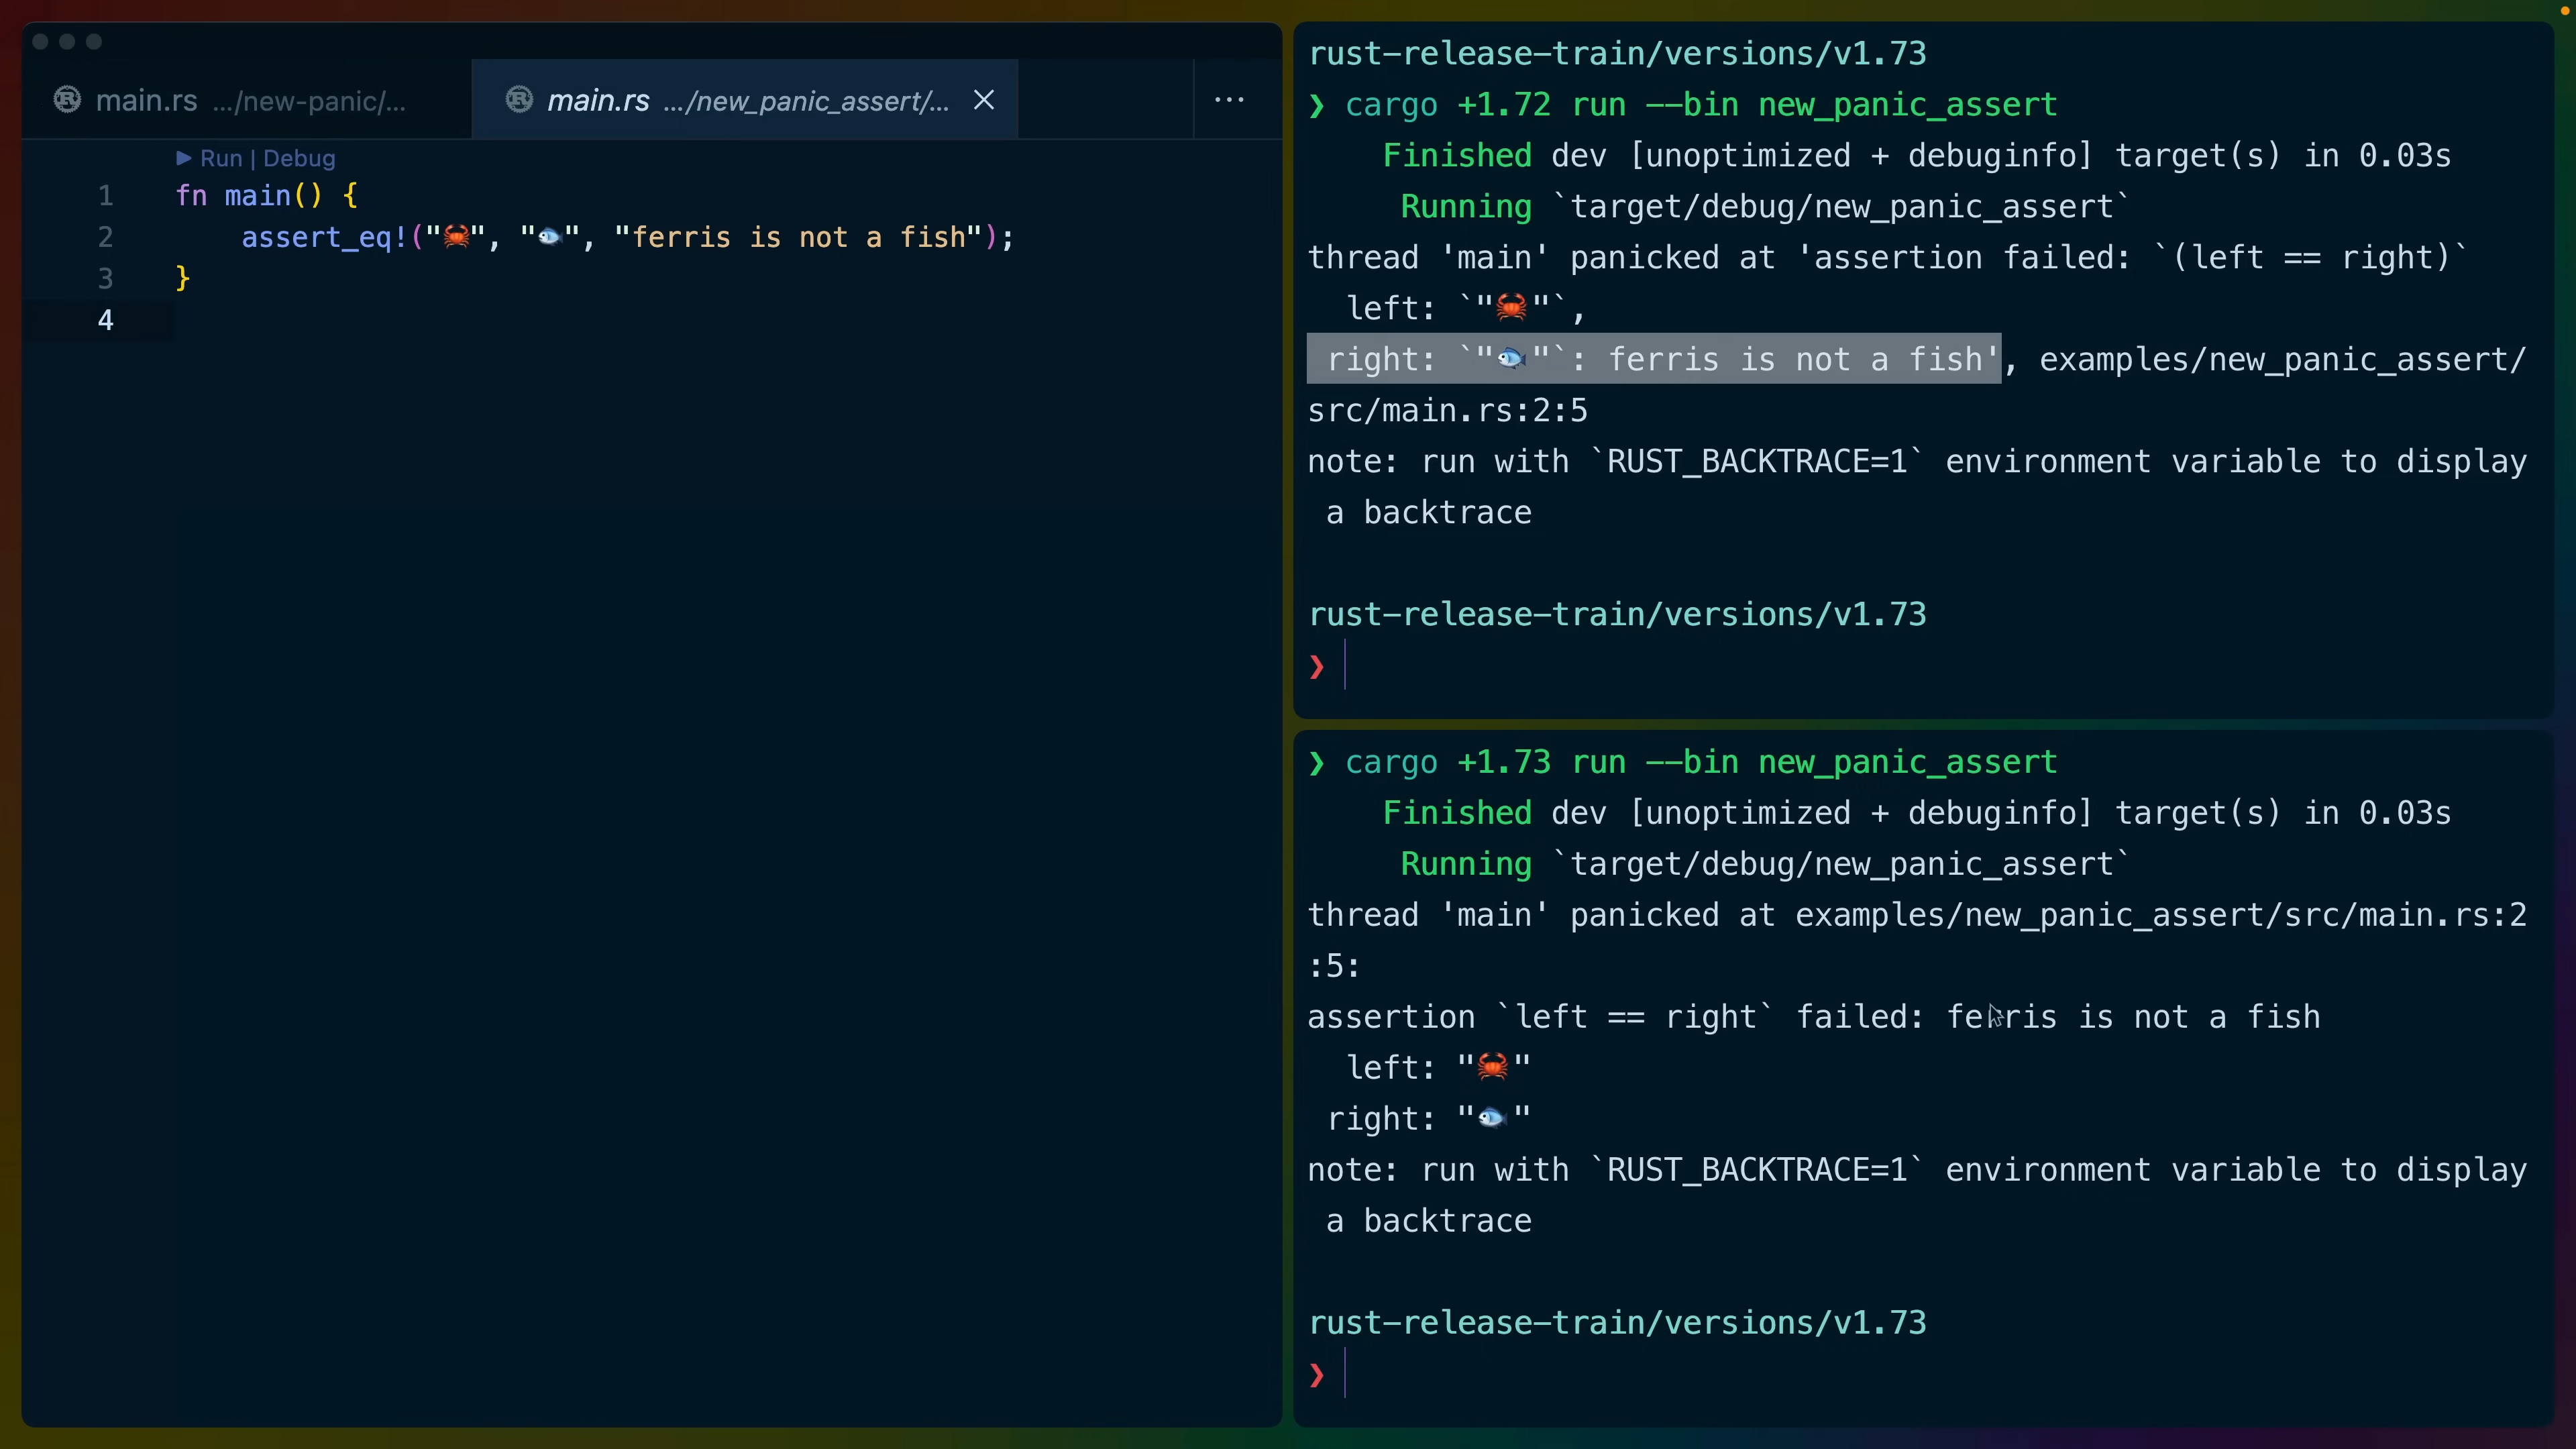 main.rs .../new-panic/...
main.rs .../new_panic_assert/...
Run | Debug
1 fn main() {
2 assert_eq!("🦀", "🐟", "ferris is not a fish");
3 }
4
rust-release-train/versions/v1.73
❯ cargo +1.72 run --bin new_panic_assert
Finished dev [unoptimized + debuginfo] target(s) in 0.03s
Running `target/debug/new_panic_assert`
thread 'main' panicked at 'assertion failed: `(left == right)`
left: `"🦀"`,
right: `"🐟"`: ferris is not a fish', examples/new_panic_assert/
src/main.rs:2:5
note: run with `RUST_BACKTRACE=1` environment variable to display
a backtrace
rust-release-train/versions/v1.73
❯
❯ cargo +1.73 run --bin new_panic_assert
Finished dev [unoptimized + debuginfo] target(s) in 0.03s
Running `target/debug/new_panic_assert`
thread 'main' panicked at examples/new_panic_assert/src/main.rs:2
:5:
assertion `left == right` failed: ferris is not a fish
left: "🦀"
right: "🐟"
note: run with `RUST_BACKTRACE=1` environment variable to display
a backtrace
rust-release-train/versions/v1.73
❯